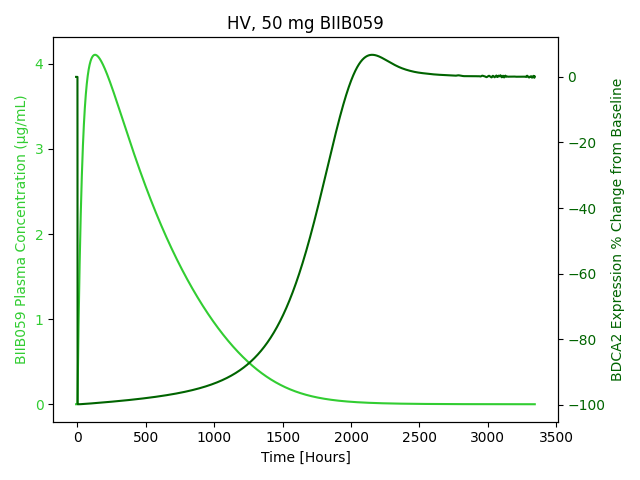 HV, 50 mg BIIB059
BIIB059 Plasma Concentration (μg/mL)
4
3
2
1
0
0
−20
−40
−60
−80
−100
BDCA2 Expression % Change from Baseline
0 500 1000 1500 2000 2500 3000 3500
Time [Hours]